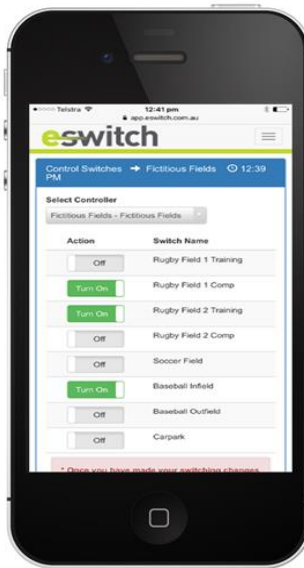 Telstra 12:41 pm
app.eswitch.com.au
eswitch
Control Switches → Fictitious Fields 12:39
PM
Select Controller
Fictitious Fields - Fictitious Fields
Action Switch Name
Off Rugby Field 1 Training
Turn On Rugby Field 1 Comp
Turn On Rugby Field 2 Training
Off Rugby Field 2 Comp
Off Soccer Field
Turn On Baseball Infield
Off Baseball Outfield
Off Carpark
* Once you have made your switching changes